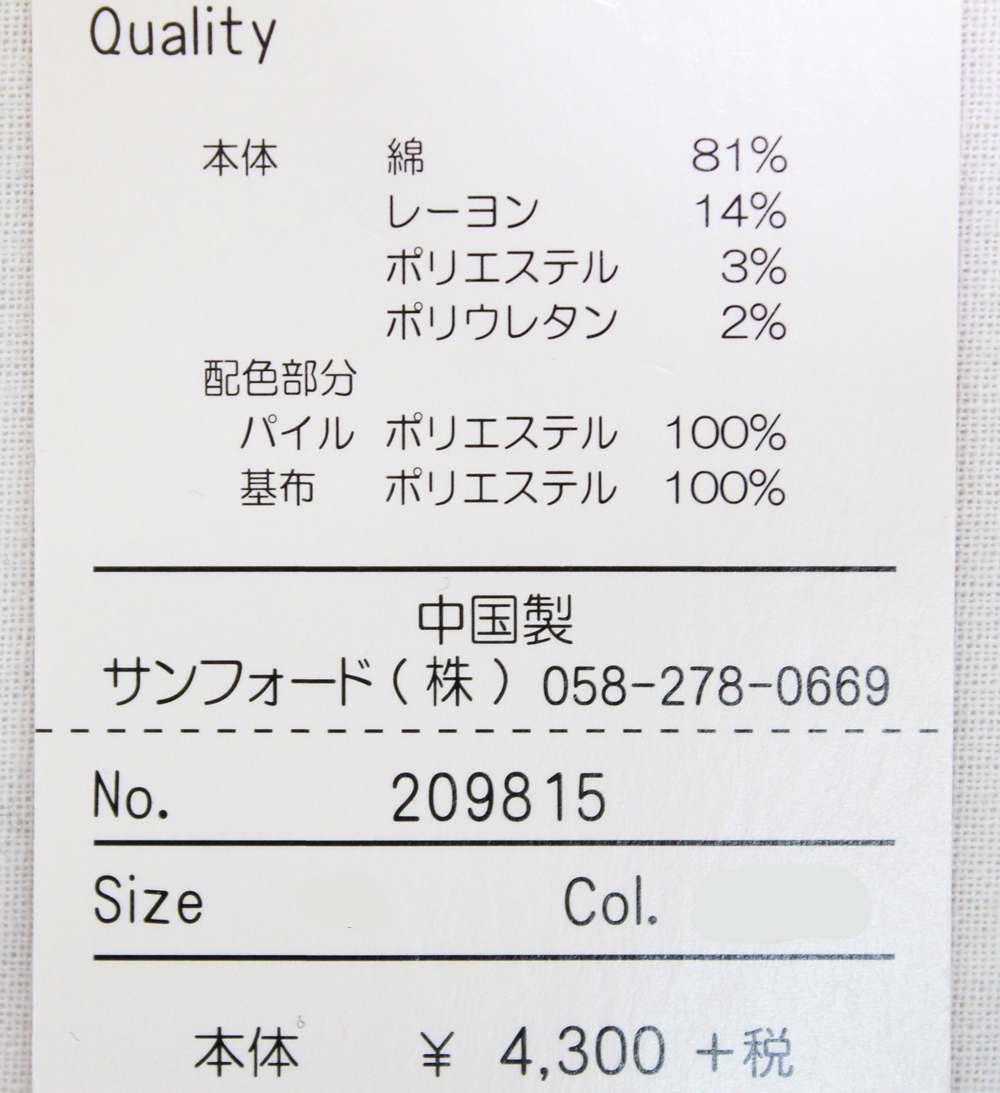 Quality
本体 綿 81%
レーヨン 14%
ポリエステル 3%
ポリウレタン 2%
配色部分
パイル ポリエステル 100%
基布 ポリエステル 100%
中国製
サンフォード(株) 058-278-0669
No. 209815
Size Col.
本体 ¥ 4,300 +税